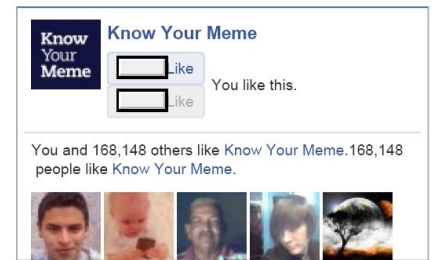 Know
Your
Meme
Know Your Meme
Like
Like
You like this.
You and 168,148 others like Know Your Meme.168,148
people like Know Your Meme.